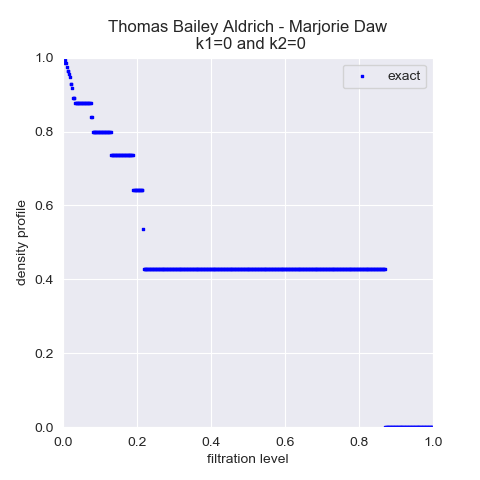 Thomas Bailey Aldrich - Marjorie Daw
k1=0 and k2=0
exact
density profile
1.0
0.8
0.6
0.4
0.2
0.0
0.0 0.2 0.4 0.6 0.8 1.0
filtration level